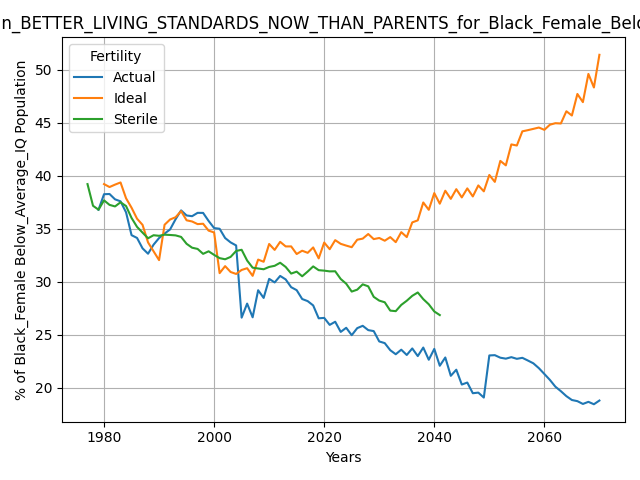 n_BETTER_LIVING_STANDARDS_NOW_THAN_PARENTS_for_Black_Female_Belo
Fertility
Actual
Ideal
Sterile
% of Black_Female Below_Average_IQ Population
50
45
40
35
30
25
20
1980
2000
2020
2040
2060
Years